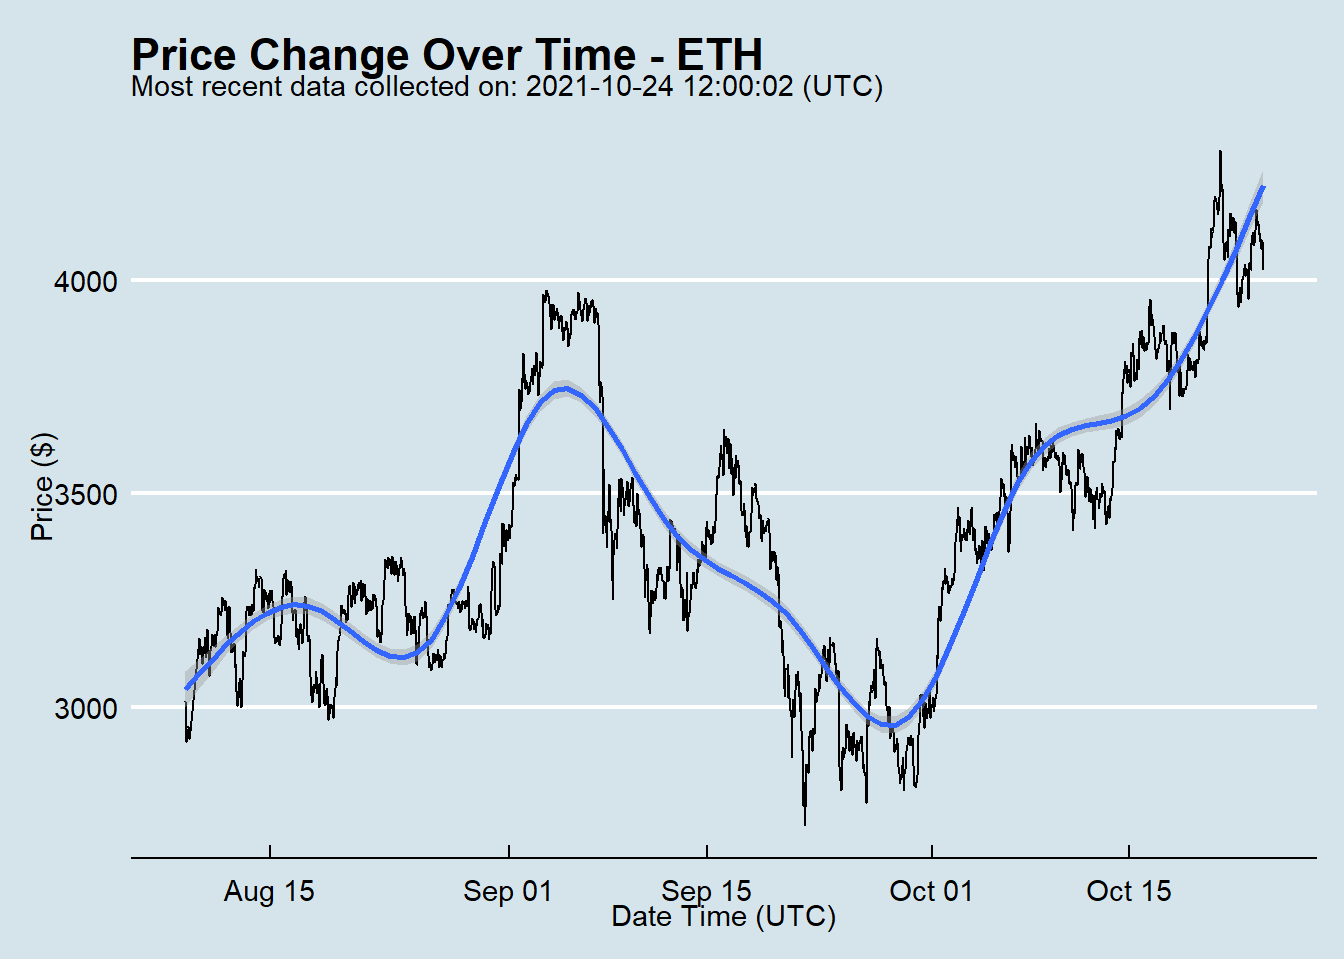 Price Change Over Time - ETH
Most recent data collected on: 2021-10-24 12:00:02 (UTC)
Price ($)
4000
3500
3000
Aug 15
Sep 01
Sep 15
Oct 01
Oct 15
Date Time (UTC)